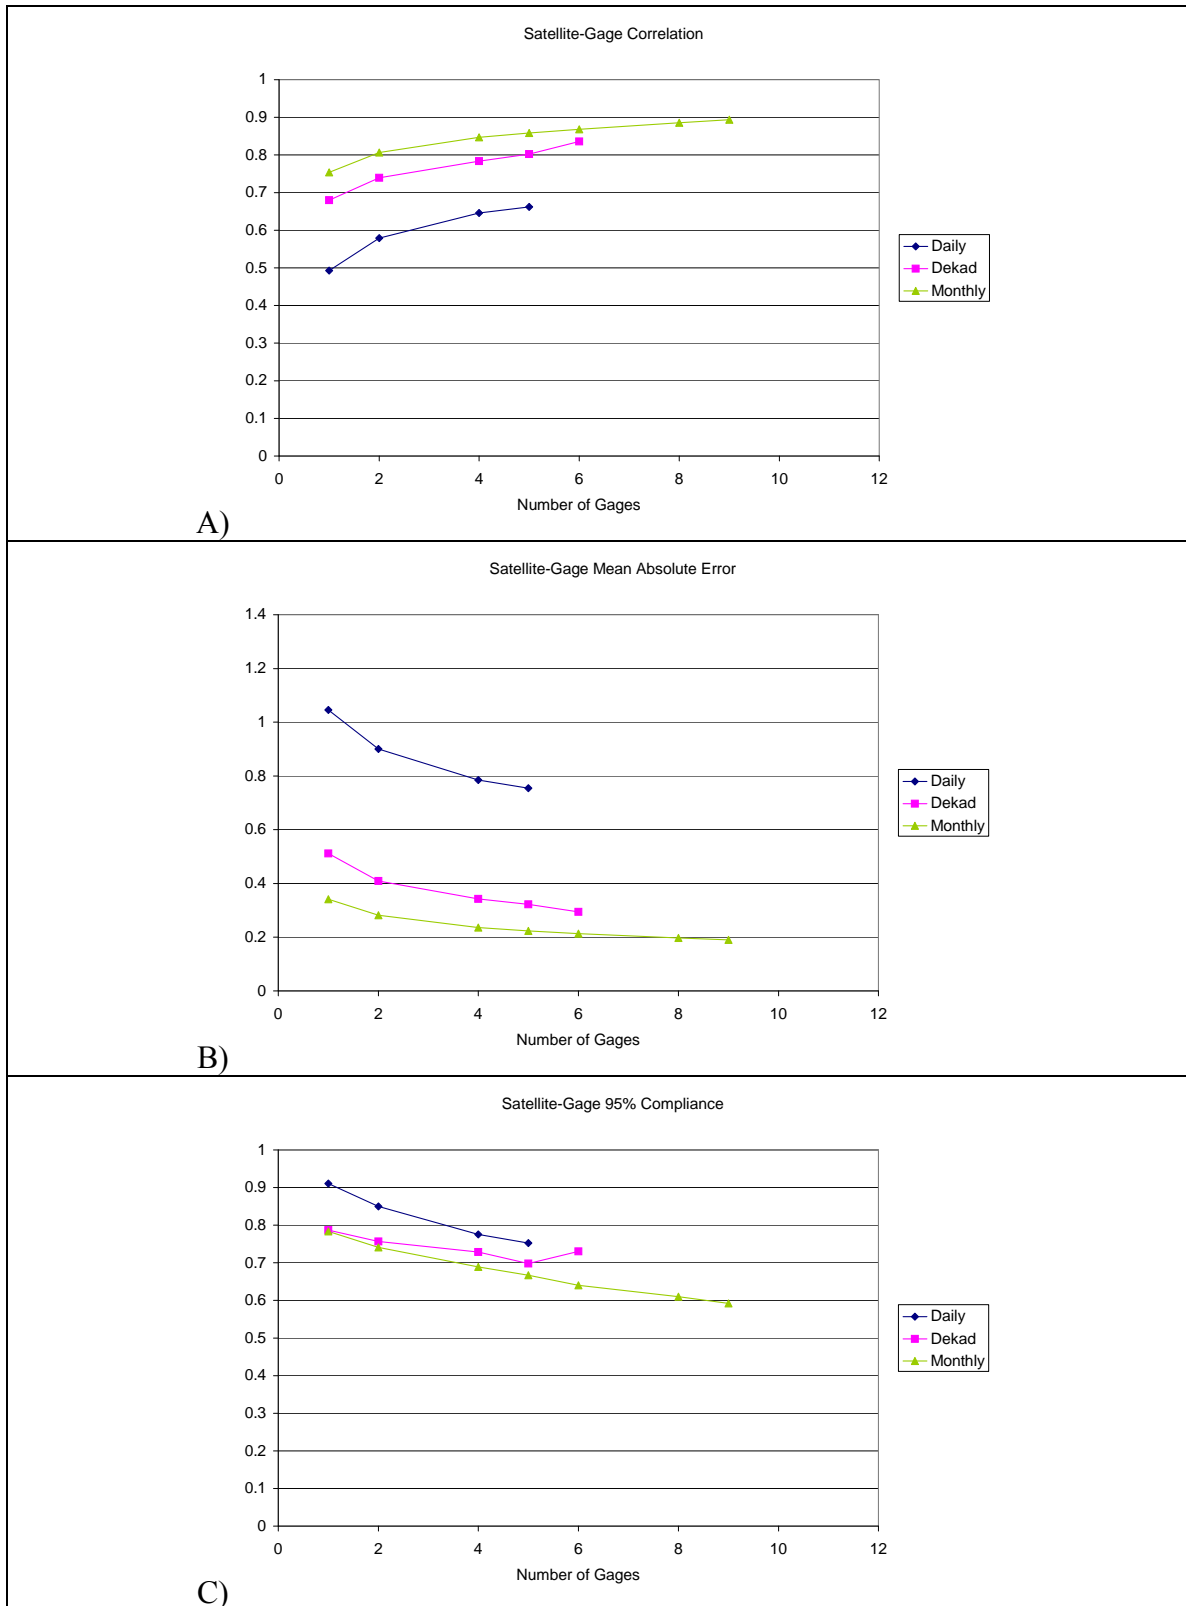 Satellite-Gage Correlation
1
0.9
0.8
0.7
0.6
0.5
0.4
0.3
0.2
0.1
0
0 2 4 6 8 10 12
Number of Gages
Daily
Dekad
Monthly
A)
Satellite-Gage Mean Absolute Error
1.4
1.2
1
0.8
0.6
0.4
0.2
0
0 2 4 6 8 10 12
Number of Gages
Daily
Dekad
Monthly
B)
Satellite-Gage 95% Compliance
1
0.9
0.8
0.7
0.6
0.5
0.4
0.3
0.2
0.1
0
0 2 4 6 8 10 12
Number of Gages
Daily
Dekad
Monthly
C)